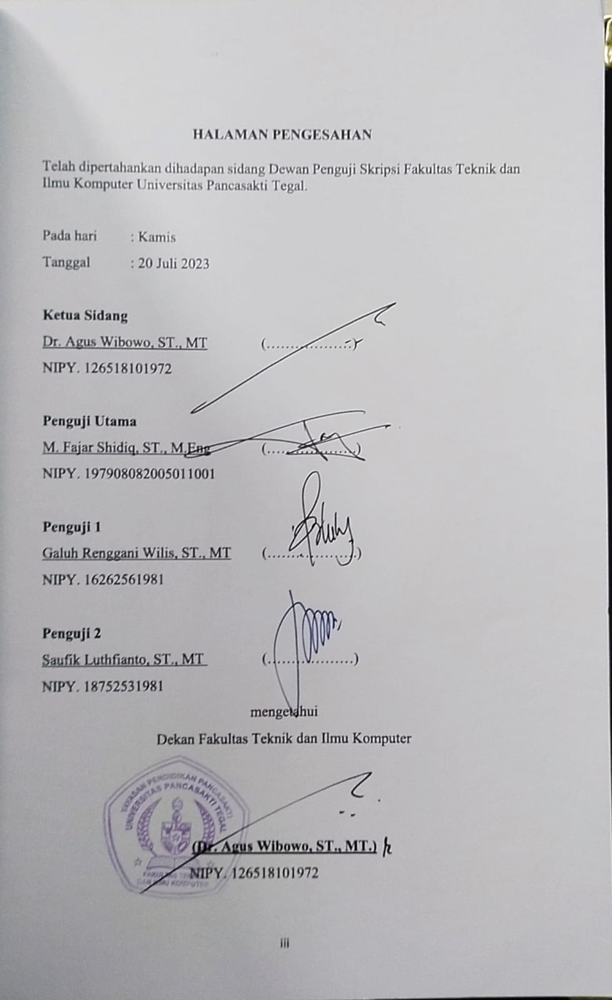 HALAMAN PENGESAHAN
Telah dipertahankan dihadapan sidang Dewan Penguji Skripsi Fakultas Teknik dan
Ilmu Komputer Universitas Pancasakti Tegal.
Pada hari : Kamis
Tanggal : 20 Juli 2023
Ketua Sidang
Dr. Agus Wibowo, ST., MT (....................)
NIPY. 126518101972
Penguji Utama
M. Fajar Shidiq, ST., M.Eng (....................)
NIPY. 197908082005011001
Penguji 1
Galuh Renggani Wilis, ST., MT (....................)
NIPY. 16262561981
Penguji 2
Saufik Luthfianto, ST., MT (....................)
NIPY. 18752531981
mengetahui
Dekan Fakultas Teknik dan Ilmu Komputer
YAYASAN PENDIDIKAN PANCASAKTI
UNIVERSITAS PANCASAKTI TEGAL
(Dr. Agus Wibowo, ST., MT.)
NIPY. 126518101972
DAN ILMU KOMPUTER
iii